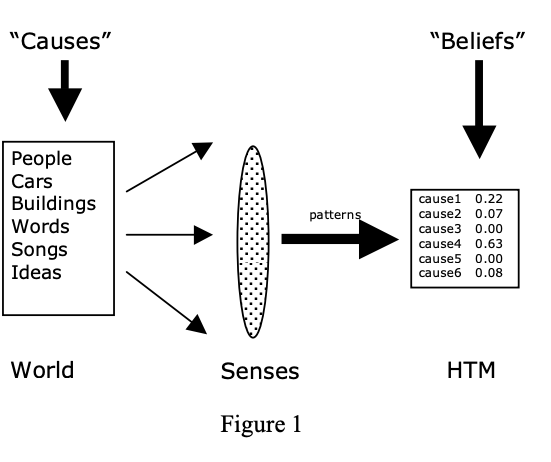 “Causes”
“Beliefs”
People
Cars
Buildings
Words
Songs
Ideas
patterns
cause1 0.22
cause2 0.07
cause3 0.00
cause4 0.63
cause5 0.00
cause6 0.08
World
Senses
HTM
Figure 1